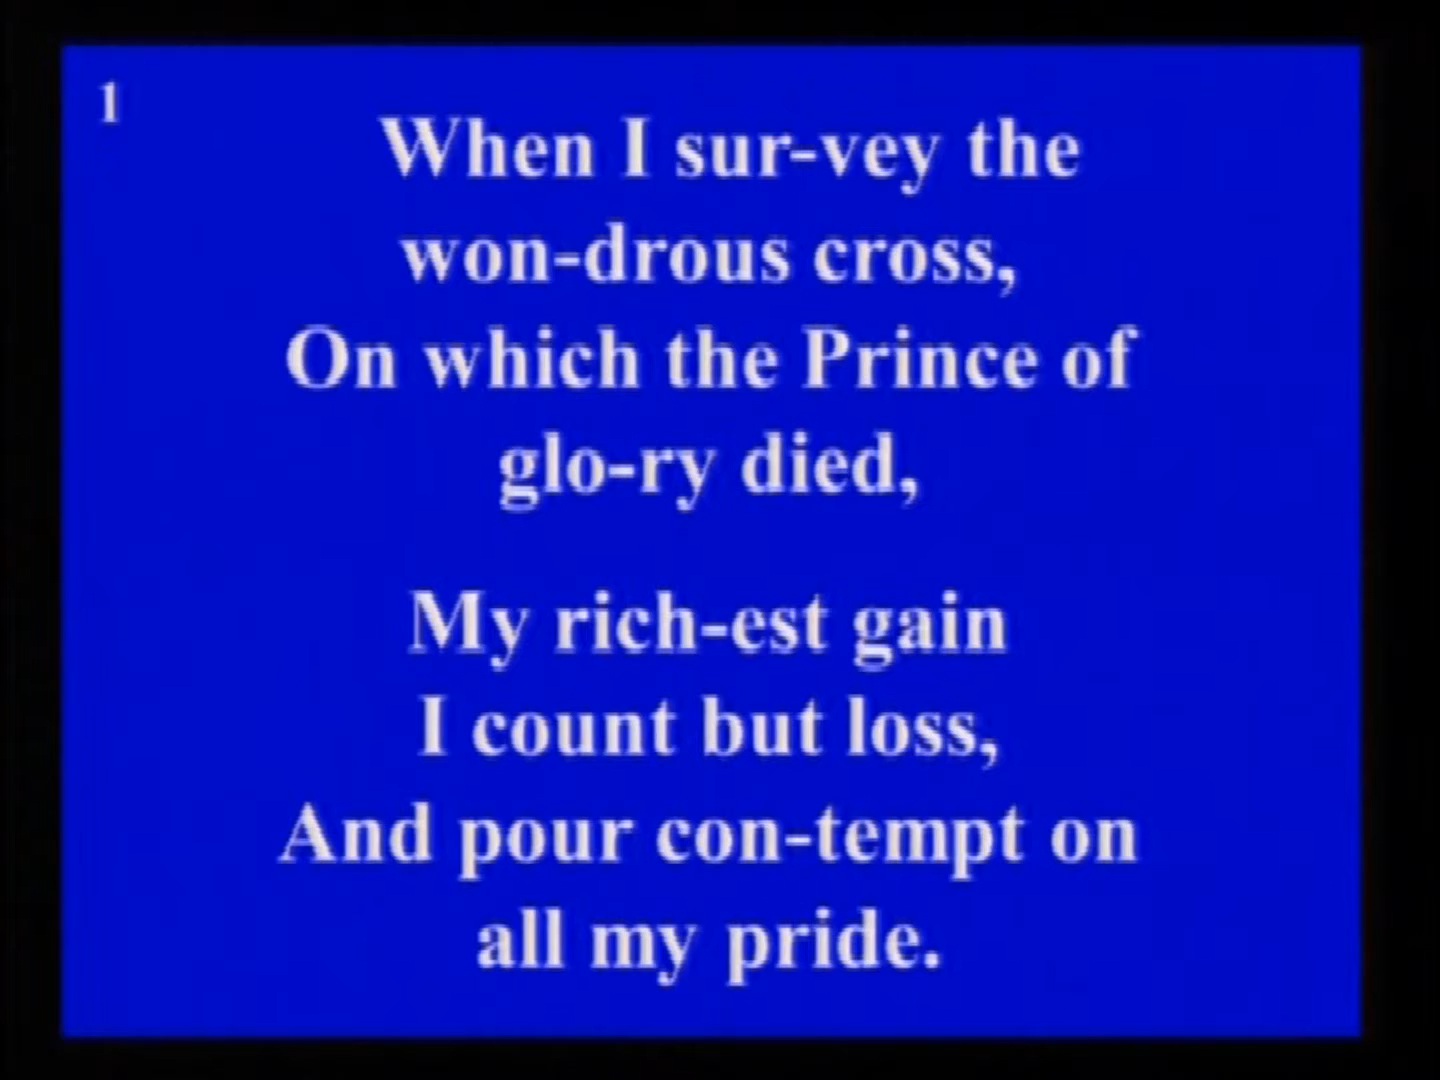 1
When I sur-vey the
won-drous cross,
On which the Prince of
glo-ry died,
My rich-est gain
I count but loss,
And pour con-tempt on
all my pride.